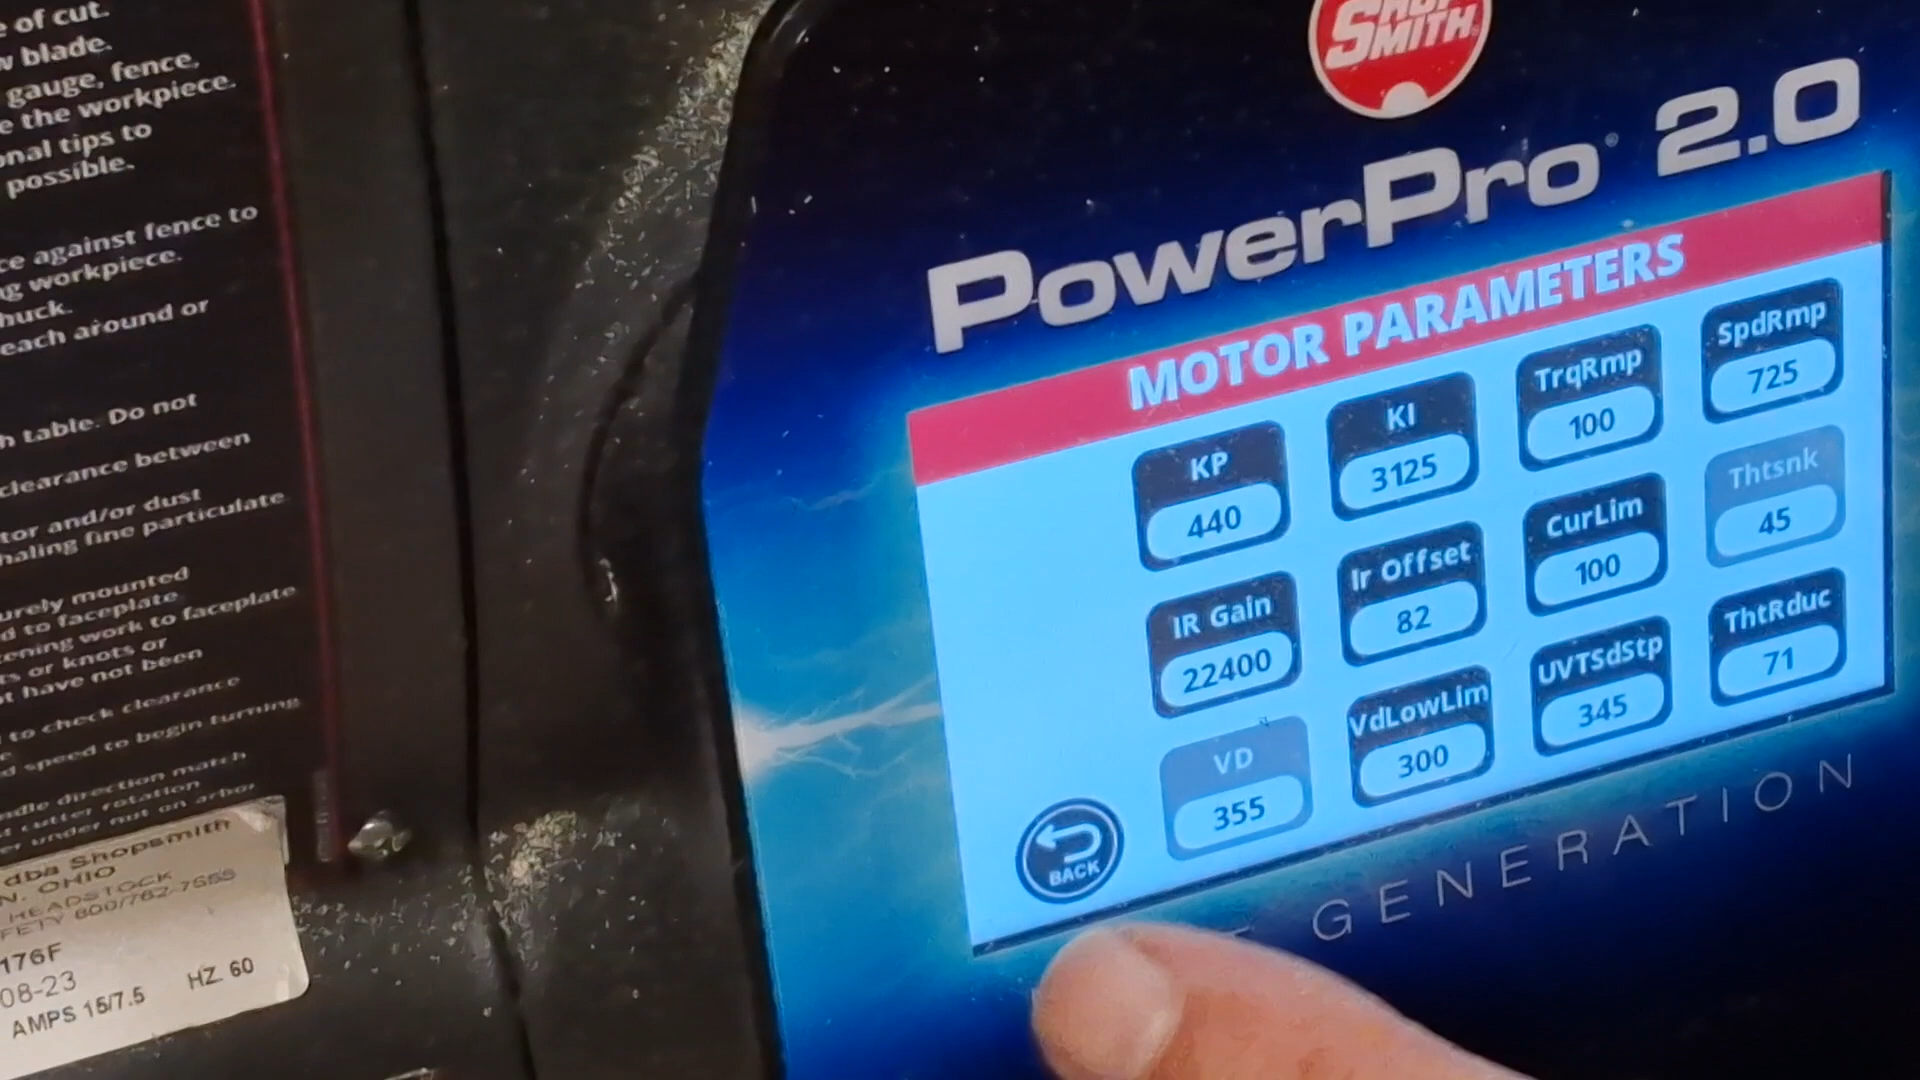 e of cut.
w blade.
gauge, fence,
e the workpiece.
onal tips to
possible.
ce against fence to
ng workpiece.
huck.
each around or
h table. Do not
clearance between
tor and/or dust
haling fine particulate
urely mounted
d to faceplate
tening work to faceplate
ts or knots or
t have not been
to check clearance
e.
d speed to begin turning
ndle direction match
t cutter rotation
er under nut on arbor
dba Shopsmith
N, OHIO
HEADSTOCK
FETY 800/762-7555
176F
08-23
AMPS 15/7.5 HZ 60
SHOP
SMITH
PowerPro 2.0
MOTOR PARAMETERS
KP KI TrqRmp SpdRmp
440 3125 100 725
IR Gain Ir Offset CurLim Thtsnk
22400 82 100 45
VD VdLowLim UVTSdStp ThtRduc
355 300 345 71
BACK
GENERATION